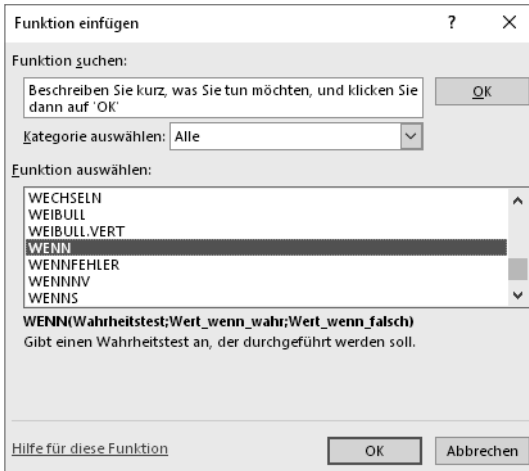 Funktion einfügen ?
Funktion suchen:
Beschreiben Sie kurz, was Sie tun möchten, und klicken Sie
dann auf 'OK'
OK
Kategorie auswählen: Alle
Funktion auswählen:
WECHSELN
WEIBULL
WEIBULL.VERT
WENN
WENNFEHLER
WENNNV
WENNS
WENN(Wahrheitstest;Wert_wenn_wahr;Wert_wenn_falsch)
Gibt einen Wahrheitstest an, der durchgeführt werden soll.
Hilfe für diese Funktion
OK
Abbrechen